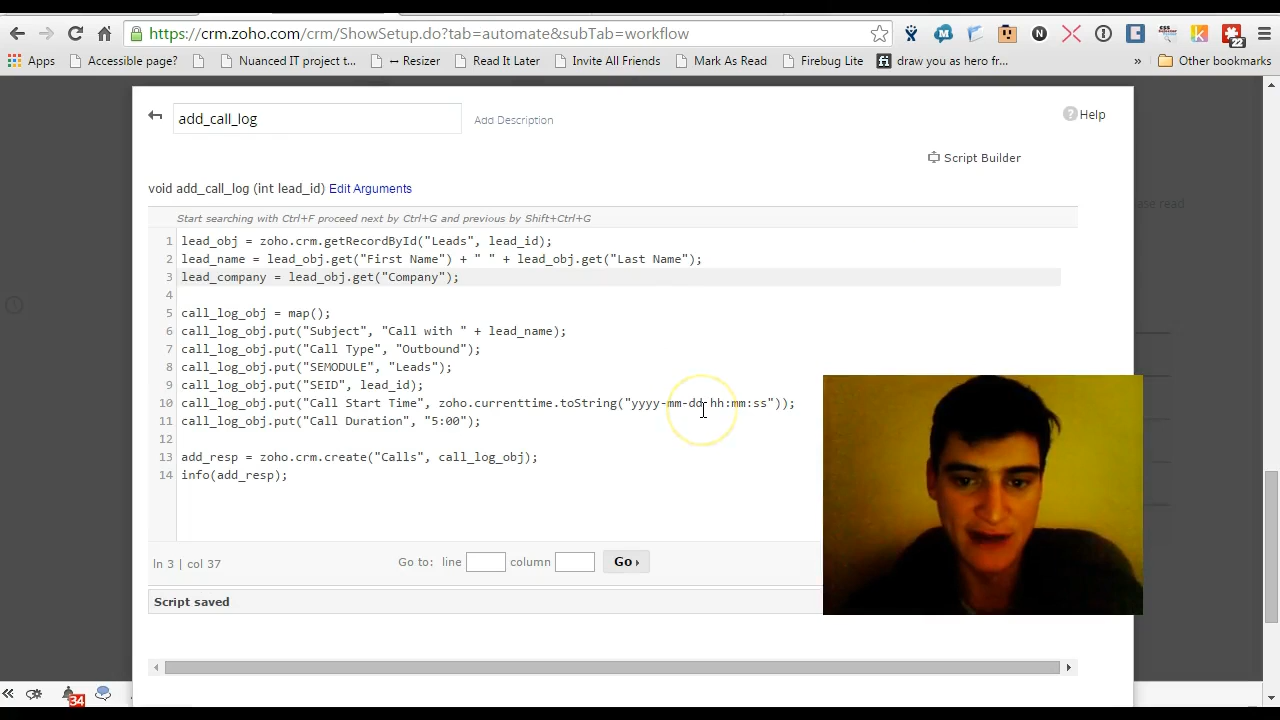 https://crm.zoho.com/crm/ShowSetup.do?tab=automate&subTab=workflow
22
Apps Accessible page? Nuanced IT project t... ↔ Resizer Read It Later Invite All Friends Mark As Read Firebug Lite fi draw you as hero fr... » Other bookmarks
add_call_log Add Description ? Help
Script Builder
void add_call_log (int lead_id) Edit Arguments
ase read
Start searching with Ctrl+F proceed next by Ctrl+G and previous by Shift+Ctrl+G
1 lead_obj = zoho.crm.getRecordById("Leads", lead_id);
2 lead_name = lead_obj.get("First Name") + " " + lead_obj.get("Last Name");
3 lead_company = lead_obj.get("Company");
4
5 call_log_obj = map();
6 call_log_obj.put("Subject", "Call with " + lead_name);
7 call_log_obj.put("Call Type", "Outbound");
8 call_log_obj.put("SEMODULE", "Leads");
9 call_log_obj.put("SEID", lead_id);
10 call_log_obj.put("Call Start Time", zoho.currenttime.toString("yyyy-mm-dd hh:mm:ss"));
11 call_log_obj.put("Call Duration", "5:00");
12
13 add_resp = zoho.crm.create("Calls", call_log_obj);
14 info(add_resp);
ln 3 | col 37 Go to: line column Go ›
Script saved
34